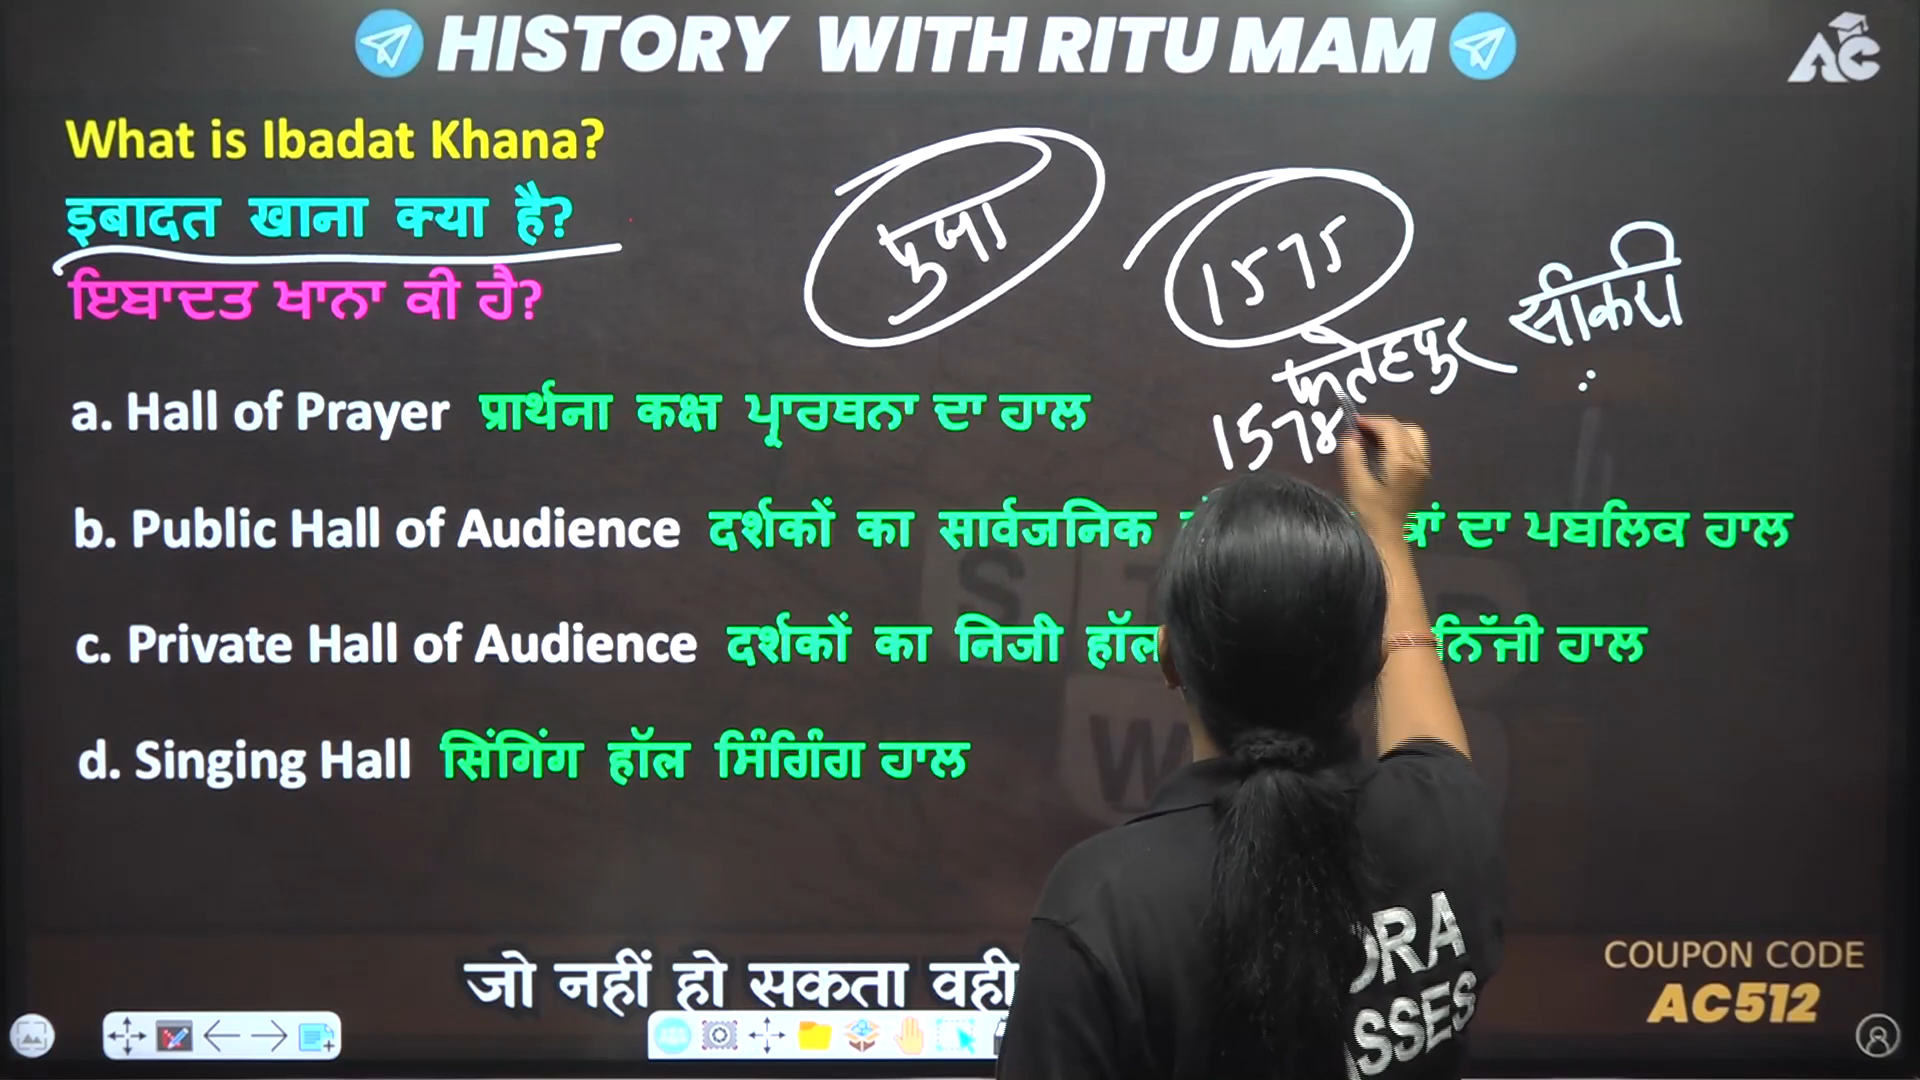 HISTORY WITH RITU MAM
AC
What is Ibadat Khana?
इबादत खाना क्या है?
ਇਬਾਦਤ ਖਾਨਾ ਕੀ ਹੈ?
पुजा
1575
फतेहपुर सीकरी
1578
a. Hall of Prayer प्रार्थना कक्ष ਪ੍ਰਾਰਥਨਾ ਦਾ ਹਾਲ
b. Public Hall of Audience दर्शकों का सार्वजनिक ਦਾ ਪਬਲਿਕ ਹਾਲ
c. Private Hall of Audience दर्शकों का निजी हॉल ਨਿੱਜੀ ਹਾਲ
d. Singing Hall सिंगिंग हॉल ਸਿੰਗਿੰਗ ਹਾਲ
जो नहीं हो सकता वही
COUPON CODE
AC512